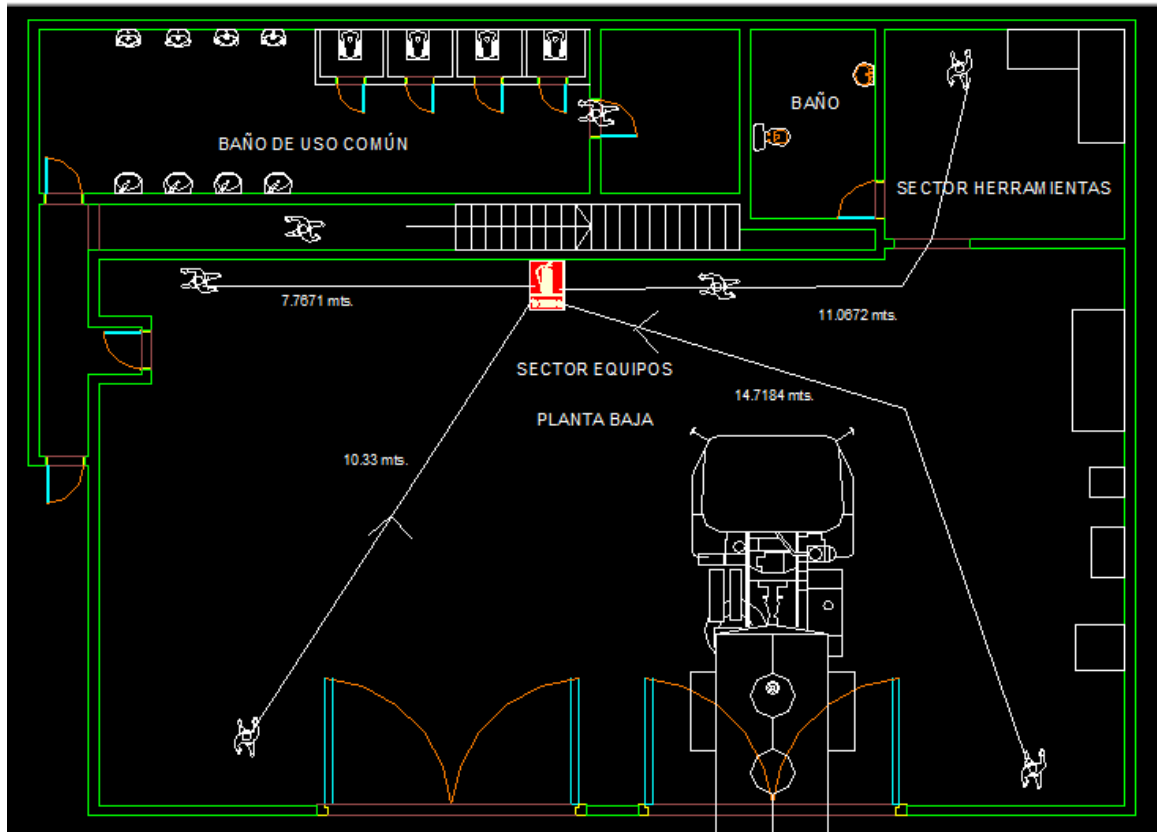 BAÑO DE USO COMÚN
BAÑO
SECTOR HERRAMIENTAS
7.7671 mts.
11.0672 mts.
SECTOR EQUIPOS
14.7184 mts.
PLANTA BAJA
10.33 mts.